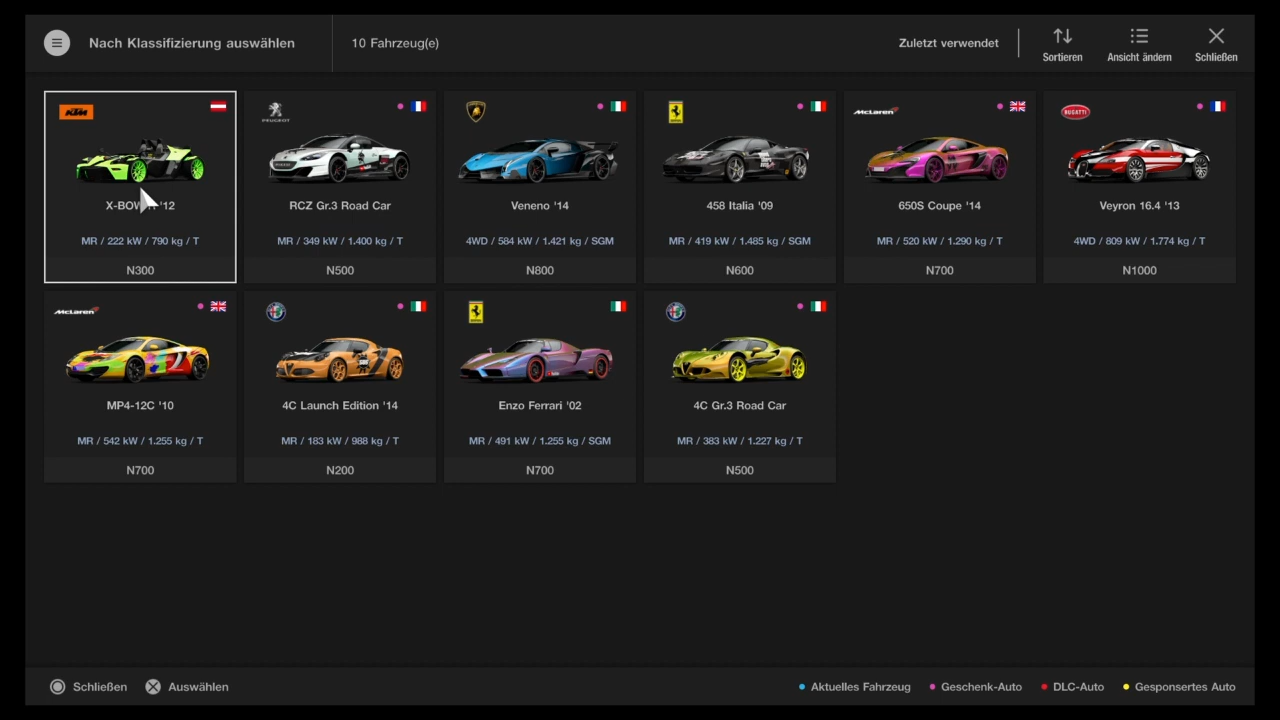 Nach Klassifizierung auswählen
10 Fahrzeug(e)
Zuletzt verwendet
Sortieren
Ansicht ändern
Schließen
KTM
PEUGEOT
McLaren
BUGATTI
RCZ Gr.3 Road Car
Veneno '14
458 Italia '09
650S Coupe '14
Veyron 16.4 '13
MR / 222 kW / 790 kg / T
MR / 349 kW / 1.400 kg / T
4WD / 584 kW / 1.421 kg / SGM
MR / 419 kW / 1.485 kg / SGM
MR / 520 kW / 1.290 kg / T
4WD / 809 kW / 1.774 kg / T
N300
N500
N800
N600
N700
N1000
McLaren
MP4-12C '10
4C Launch Edition '14
Enzo Ferrari '02
4C Gr.3 Road Car
MR / 542 kW / 1.255 kg / T
MR / 183 kW / 988 kg / T
MR / 491 kW / 1.255 kg / SGM
MR / 383 kW / 1.227 kg / T
N700
N200
N700
N500
Schließen
Auswählen
Aktuelles Fahrzeug
Geschenk-Auto
DLC-Auto
Gesponsertes Auto